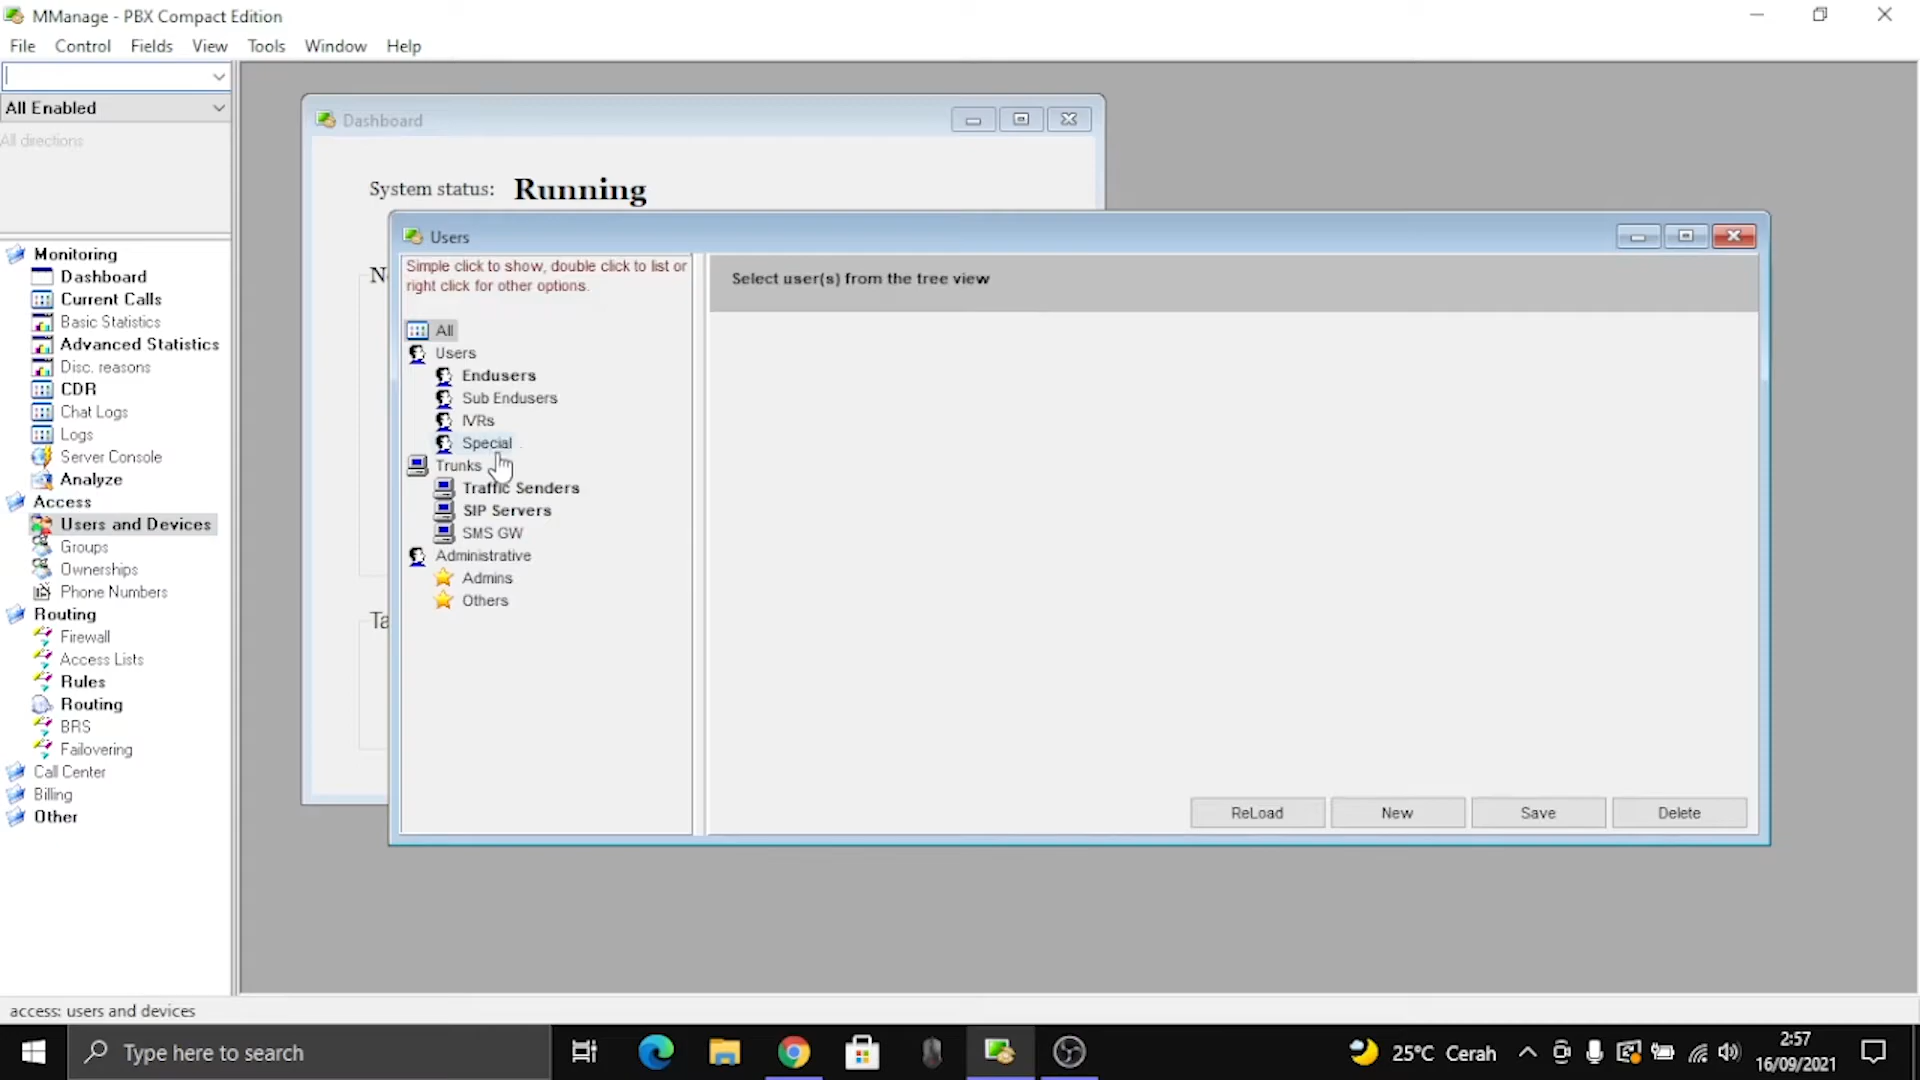 MManage - PBX Compact Edition
File Control Fields View Tools Window Help
All Enabled
All directions
Monitoring
Dashboard
Current Calls
Basic Statistics
Advanced Statistics
Disc. reasons
CDR
Chat Logs
Logs
Server Console
Analyze
Access
Users and Devices
Groups
Ownerships
Phone Numbers
Routing
Firewall
Access Lists
Rules
Routing
BRS
Failovering
Call Center
Billing
Other
Dashboard
System status: Running
Users
Simple click to show, double click to list or
right click for other options.
All
Users
Endusers
Sub Endusers
IVRs
Special
Trunks
Traffic Senders
SIP Servers
SMS GW
Administrative
Admins
Others
Select user(s) from the tree view
ReLoad New Save Delete
access: users and devices
Type here to search
25°C Cerah
2:57
16/09/2021